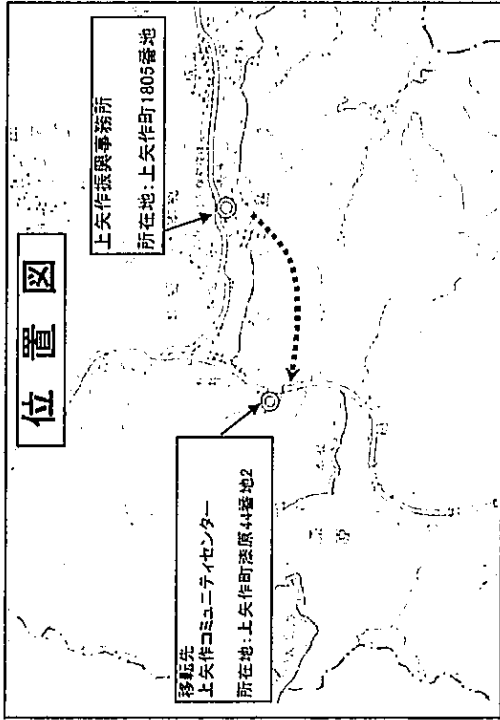 位置図
上矢作振興事務所
所在地:上矢作町1805番地
移転先
上矢作コミュニティセンター
所在地:上矢作町漆原44番地2